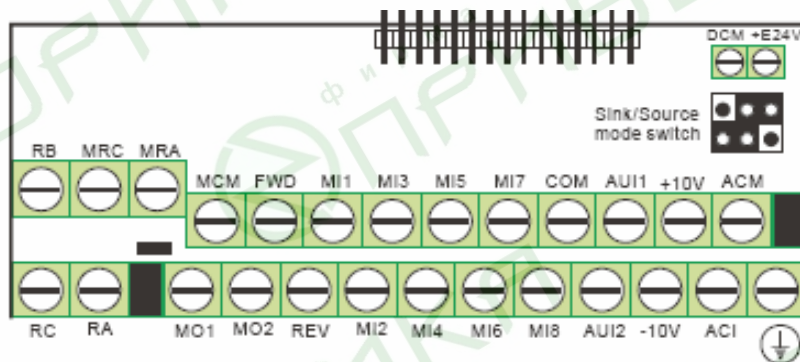 DCM +E24V
Sink/Source
mode switch
RB MRC MRA
MCM FWD MI1 MI3 MI5 MI7 COM AUI1 +10V ACM
RC RA MO1 MO2 REV MI2 MI4 MI6 MI8 AUI2 -10V ACI